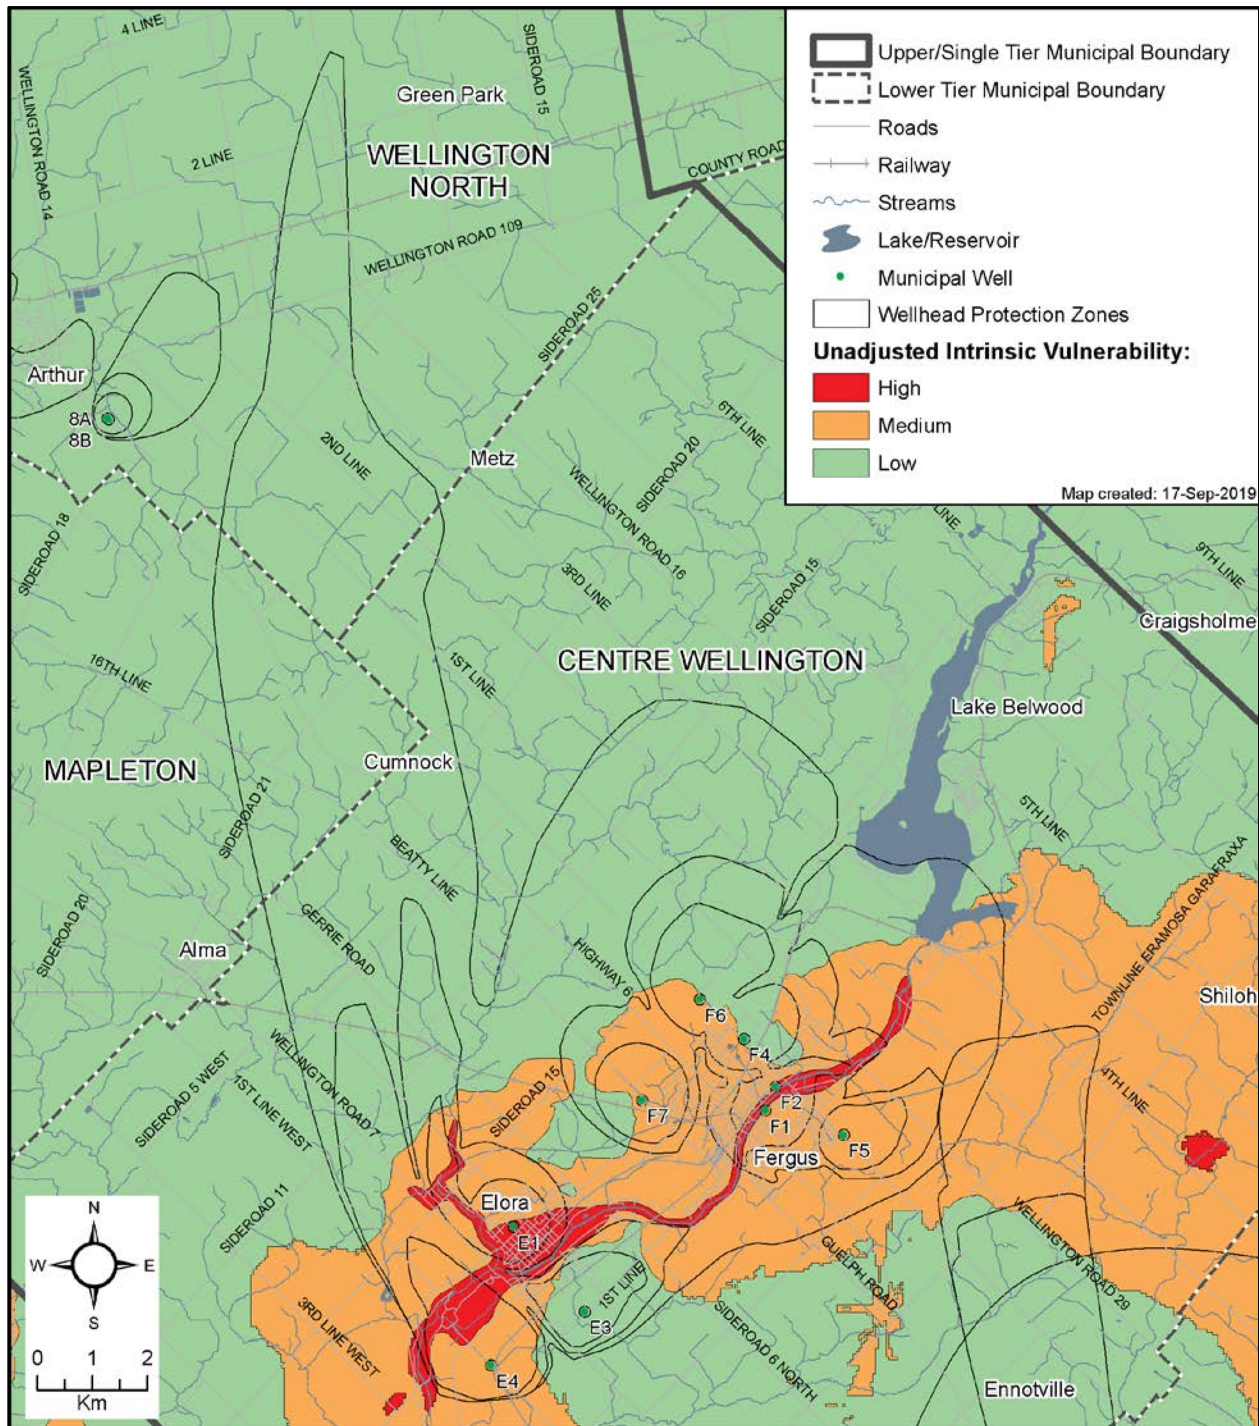 4 LINE
WELLINGTON ROAD 14
2 LINE
Green Park
SIDEROAD 15
WELLINGTON
NORTH
COUNTY ROAD
WELLINGTON ROAD 109
SIDEROAD 25
Arthur
8A
8B
2ND LINE
Metz
6TH LINE
SIDEROAD 20
WELLINGTON ROAD 16
SIDEROAD 18
3RD LINE
SIDEROAD 15
LINE
9TH LINE
Craigsholme
16TH LINE
1ST LINE
CENTRE WELLINGTON
Lake Belwood
MAPLETON
Cumnock
SIDEROAD 21
BEATTY LINE
5TH LINE
SIDEROAD 20
Alma
GERRIE ROAD
HIGHWAY 6
TOWNLINE ERAMOSA GARAFRAXA
Shiloh
F6
F4
SIDEROAD 5 WEST
1ST LINE WEST
WELLINGTON ROAD 7
SIDEROAD 15
F7
F2
F1
F5
Fergus
4TH LINE
SIDEROAD 11
Elora
E1
1ST LINE
E3
GUELPH ROAD
WELLINGTON ROAD 29
3RD LINE WEST
E4
SIDEROAD 6 NORTH
Ennotville
Upper/Single Tier Municipal Boundary
Lower Tier Municipal Boundary
Roads
Railway
Streams
Lake/Reservoir
Municipal Well
Wellhead Protection Zones
Unadjusted Intrinsic Vulnerability:
High
Medium
Low
Map created: 17-Sep-2019
N
W E
S
0 1 2
Km